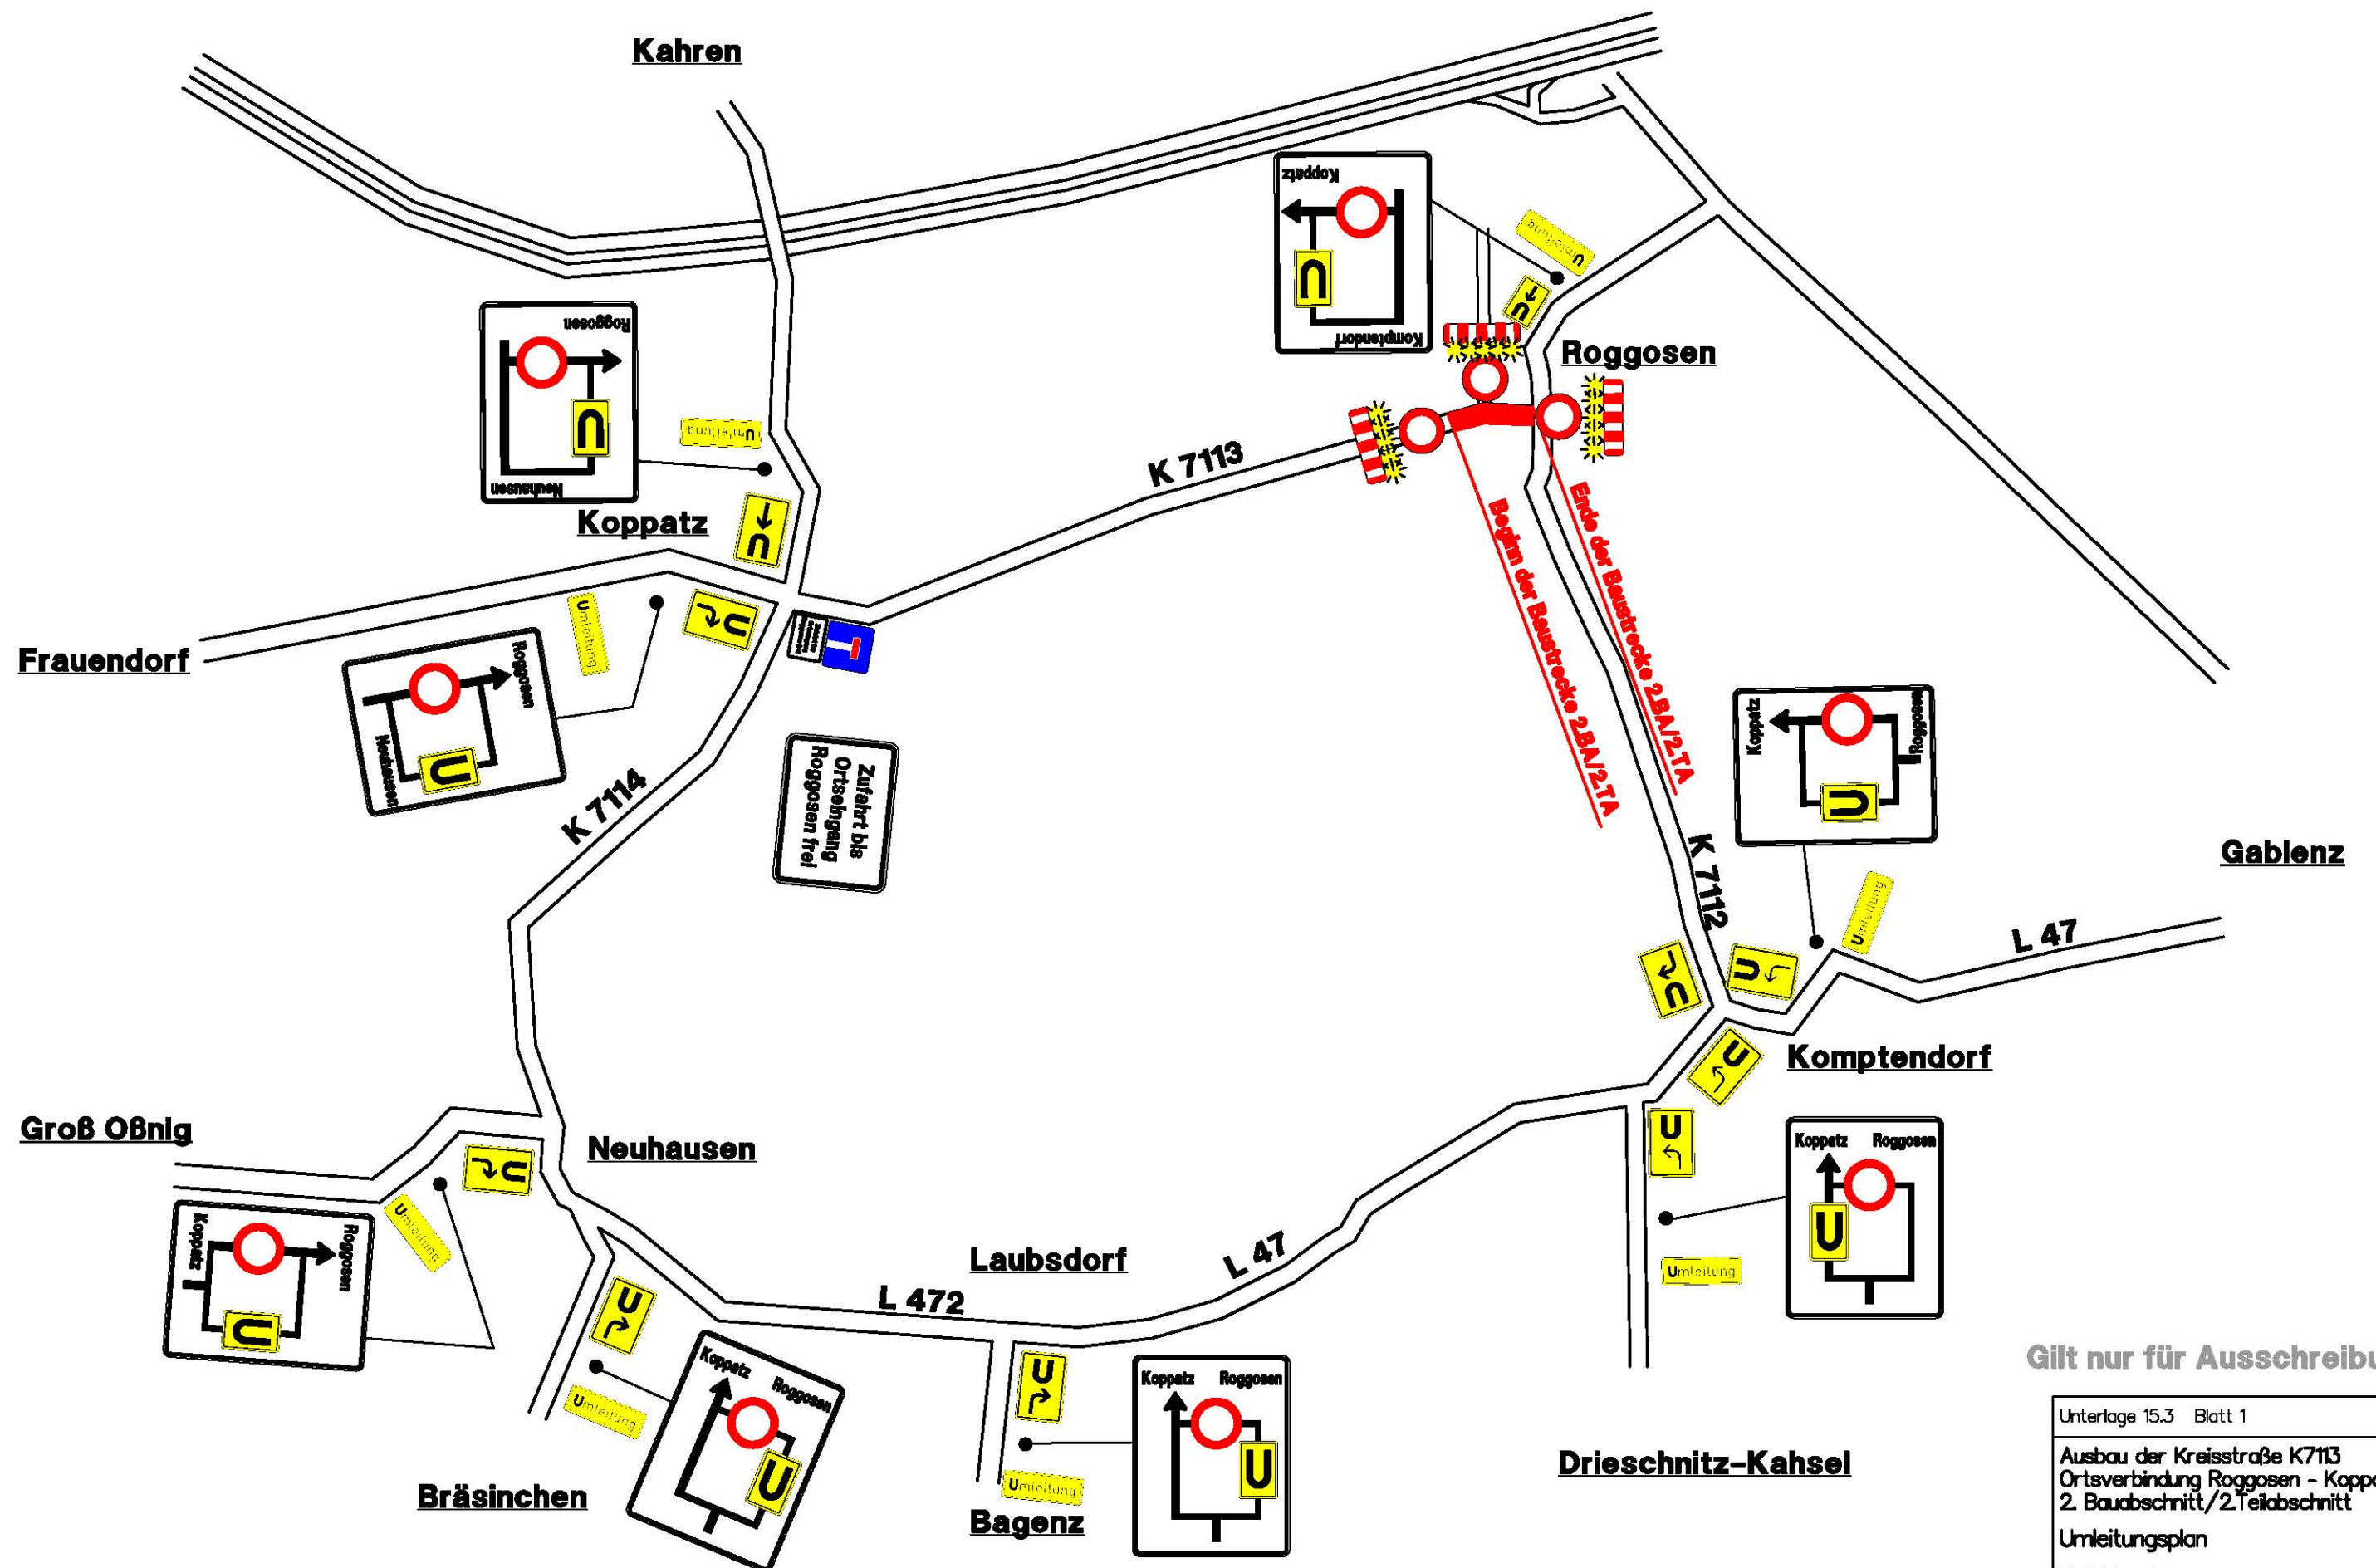 Kahren
Koppatz
Komptendorf
U
Umleitung
U
Roggosen
Roggosen
U
Neuhausen
Umleitung
U
Koppatz
K 7113
Beginn der Baustrecke 2.BA/2.TA
Ende der Baustrecke 2.BA/2.TA
Frauendorf
Umleitung
U
Roggosen
Neuhausen
U
K 7114
Zufahrt bis
Ortseingang
Roggosen frei
Koppatz
Roggosen
U
K 7112
Gablenz
Umleitung
U
L 47
U
U
Komptendorf
Groß Oßnig
Neuhausen
U
Umleitung
Koppatz
Roggosen
U
U
Koppatz Roggosen
U
Umleitung
Laubsdorf
L 47
L 472
U
Umleitung
Koppatz
Roggosen
U
Bräsinchen
U
Umleitung
Koppatz Roggosen
U
Bagenz
Drieschnitz-Kahsel
Gilt nur für
Unterlage 15.3 Blatt 1
Ausbau der Kreisstraße K7113
Ortsverbindung Roggosen -
2. Bauabschnitt/2.Teilabschnitt
Umleitungsplan